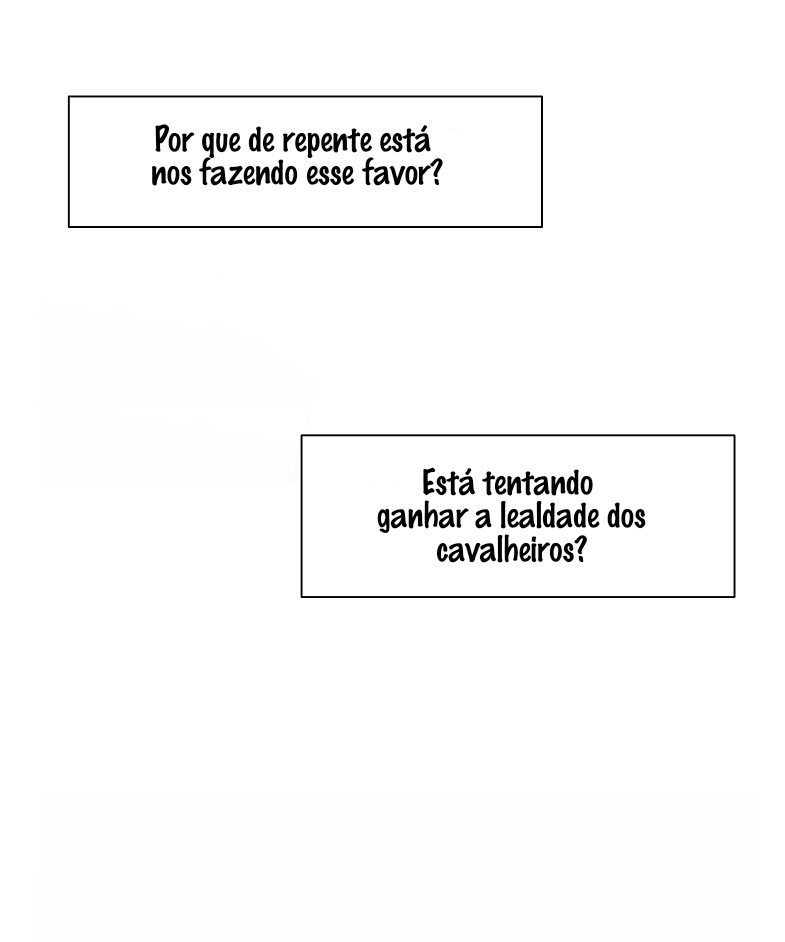 Por que de repente está
nos fazendo esse favor?
Está tentando
ganhar a lealdade dos
cavalheiros?